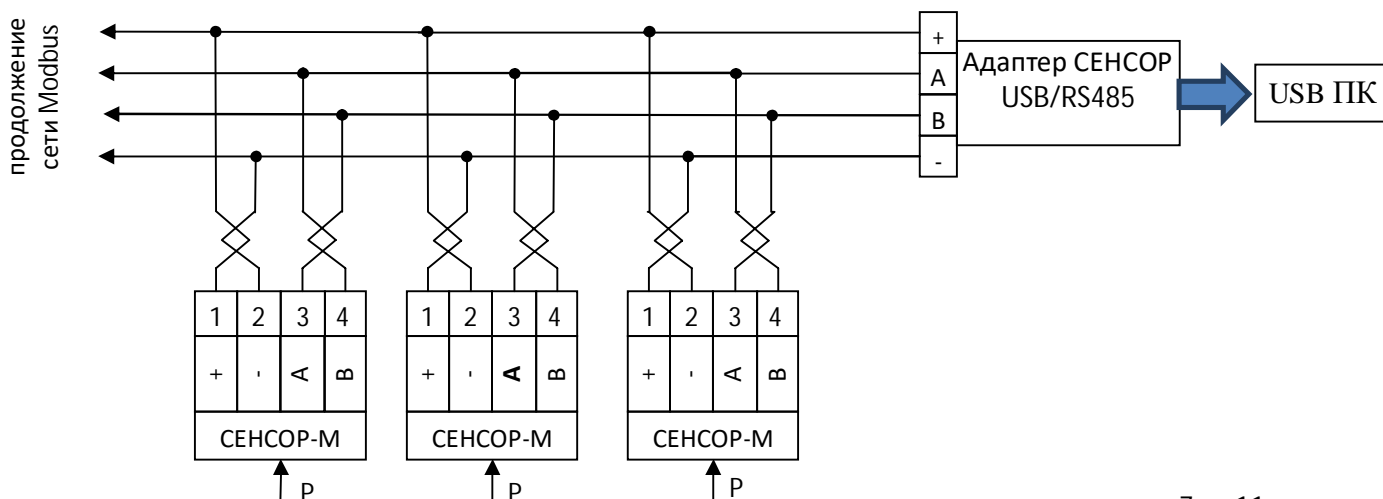 продолжение
сети Modbus
+
A
B
-
Адаптер СЕНСОР
USB/RS485
USB ПК
1 2 3 4
+ - A B
СЕНСОР-М
P
1 2 3 4
+ - A B
СЕНСОР-М
P
1 2 3 4
+ - A B
СЕНСОР-М
P